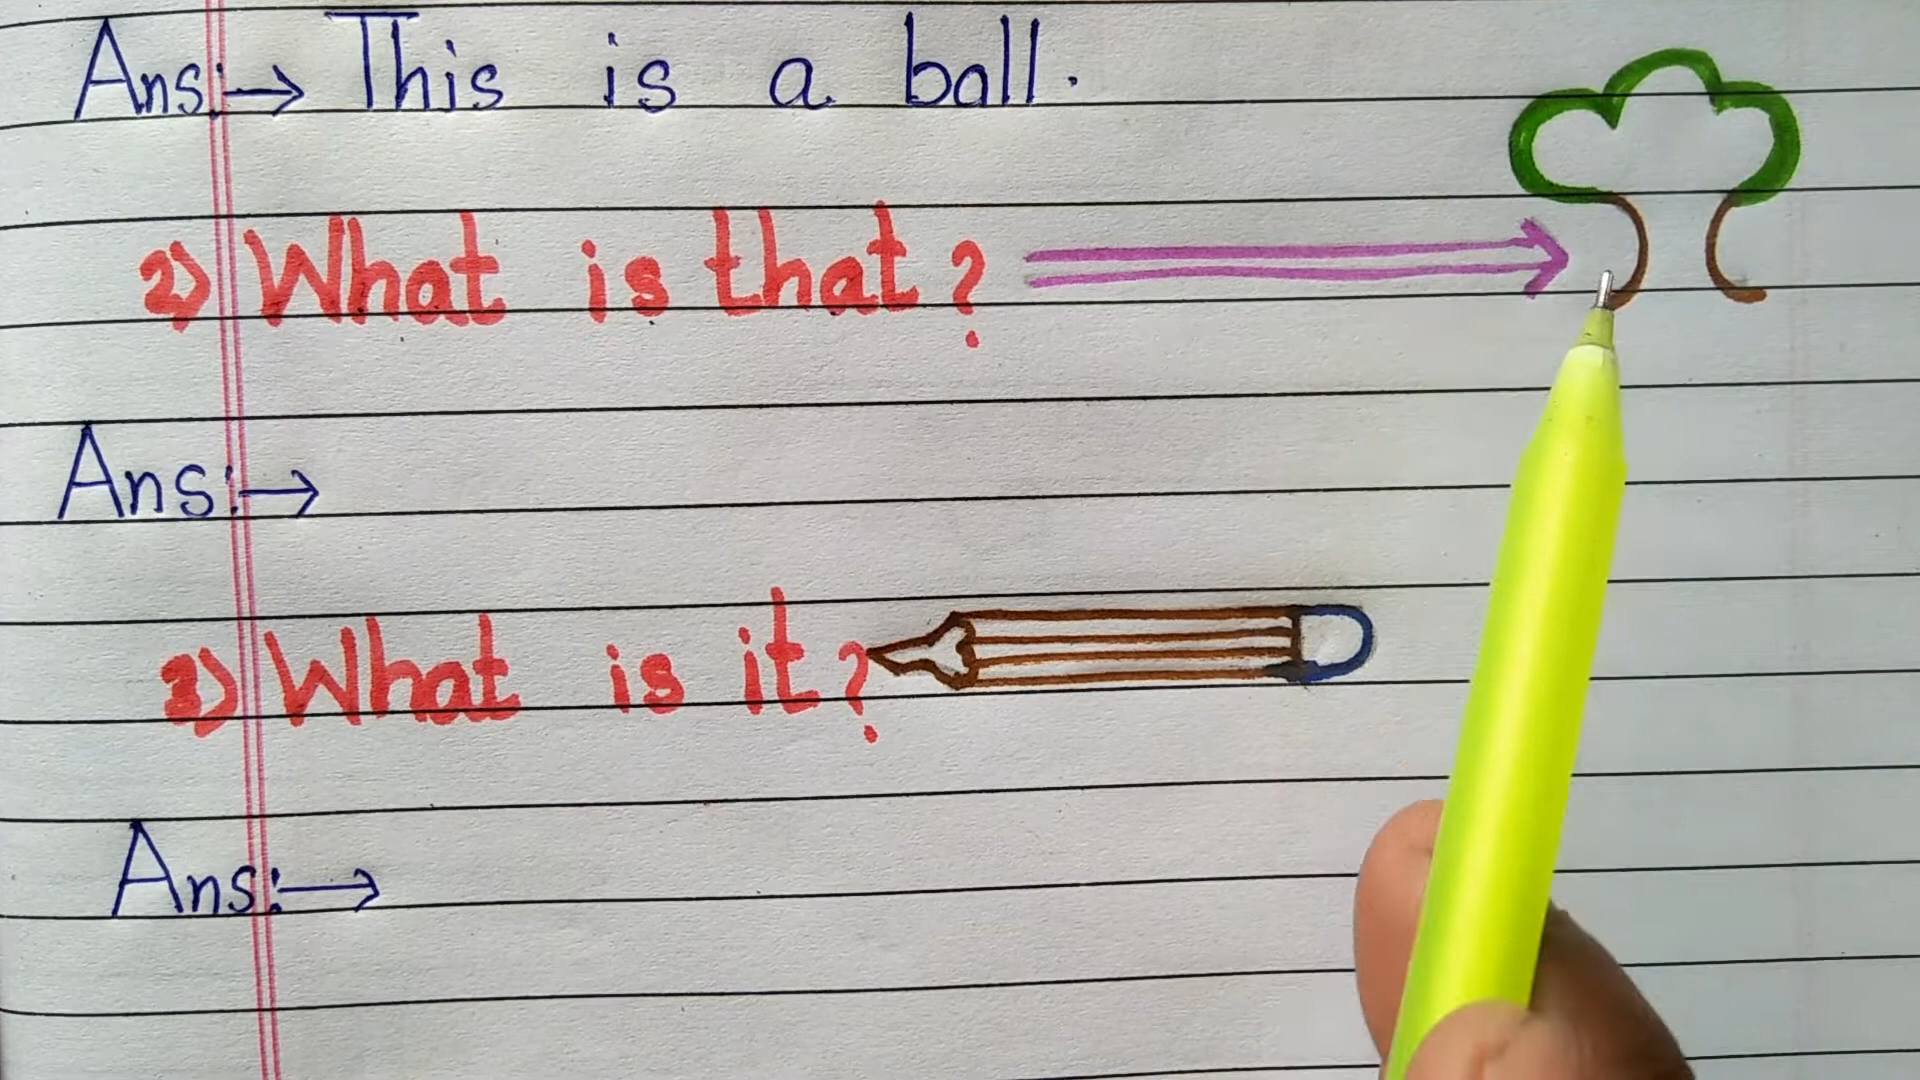 Ans:→ This is a ball.
2) What is that?
Ans:→
3) What is it?
Ans:→